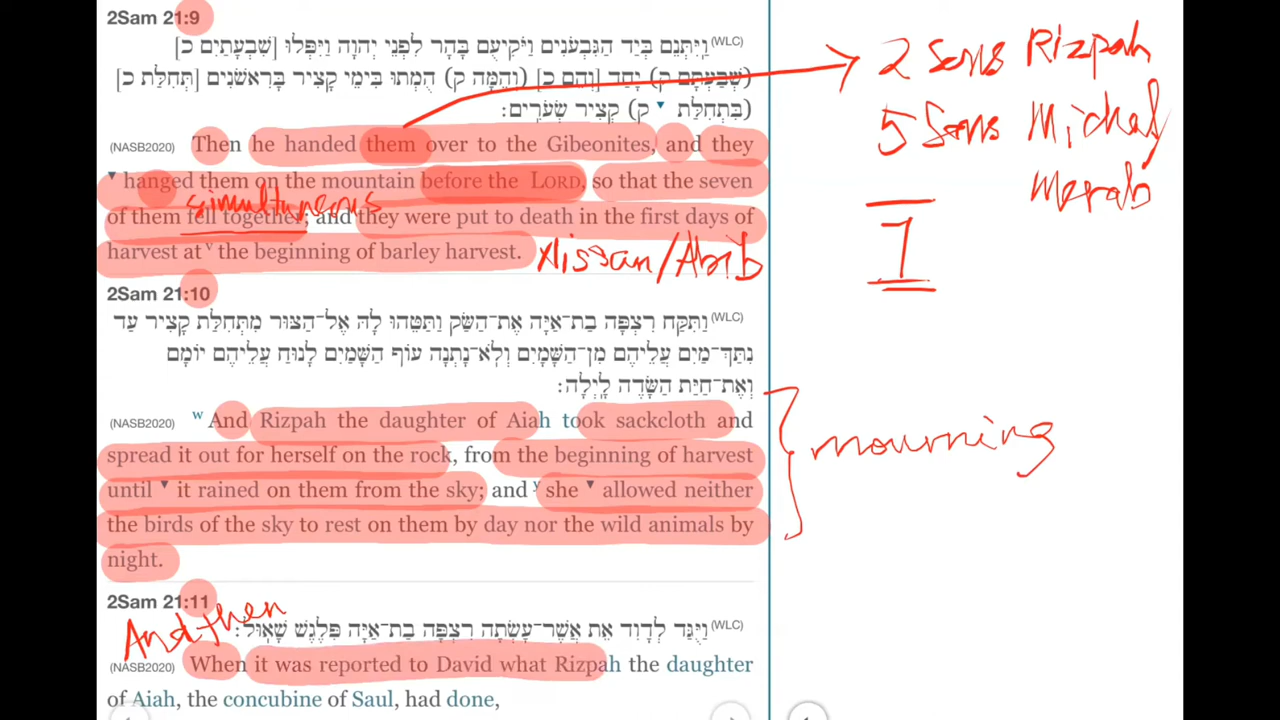 2Sam 21:9
(WLC) וַֽיִּתְּנֵ֞ם בְּיַ֣ד הַגִּבְעֹנִ֗ים וַיֹּקִיעֻ֤ם בָּהָר֙ לִפְנֵ֣י יְהוָ֔ה וַיִּפְּל֥וּ [שְׁבַעְתִּים כ]
(שְׁבַעְתָּ֖ם ק) יָ֑חַד [וְהֵם כ] (וְהֵ֨מָּה ק) הֻמְת֜וּ בִּימֵ֤י קָצִיר֙ בָּרִ֣אשֹׁנִ֔ים [תְּחִלַּת כ]
(בִּתְחִלַּ֖ת ק) קְצִ֥יר שְׂעֹרִֽים׃
(NASB2020) Then he handed them over to the Gibeonites, and they
hanged them on the mountain before the LORD, so that the seven
simultaneous
of them fell together; and they were put to death in the first days of
harvest at v the beginning of barley harvest.
Nissan/Abib
2 Sons Rizpah
5 Sons Michal
Merab
7
2Sam 21:10
(WLC) וַתִּקַּ֣ח רִצְפָּה֩ בַת־אַיָּ֨ה אֶת־הַשַּׂ֜ק וַתַּטֵּ֨הוּ לָ֤הּ אֶל־הַצּוּר֙ מִתְּחִלַּ֣ת קָצִ֔יר עַ֛ד
נִתַּךְ־מַ֥יִם עֲלֵיהֶ֖ם מִן־הַשָּׁמָ֑יִם וְלֹֽא־נָתְנָה֩ ע֨וֹף הַשָּׁמַ֜יִם לָנ֤וּחַ עֲלֵיהֶם֙ יוֹמָ֔ם
וְאֶת־חַיַּ֥ת הַשָּׂדֶ֖ה לָֽיְלָה׃
(NASB2020) w And Rizpah the daughter of Aiah took sackcloth and
spread it out for herself on the rock, from the beginning of harvest
until it rained on them from the sky; and y she allowed neither
the birds of the sky to rest on them by day nor the wild animals by
night.
mourning
2Sam 21:11
And then
(WLC) וַיֻּגַּ֖ד לְדָוִ֑ד אֵ֧ת אֲשֶׁר־עָשְׂתָ֛ה רִצְפָּ֥ה בַת־אַיָּ֖ה פִּלֶ֥גֶשׁ שָׁאֽוּל׃
(NASB2020) When it was reported to David what Rizpah the daughter
of Aiah, the concubine of Saul, had done,